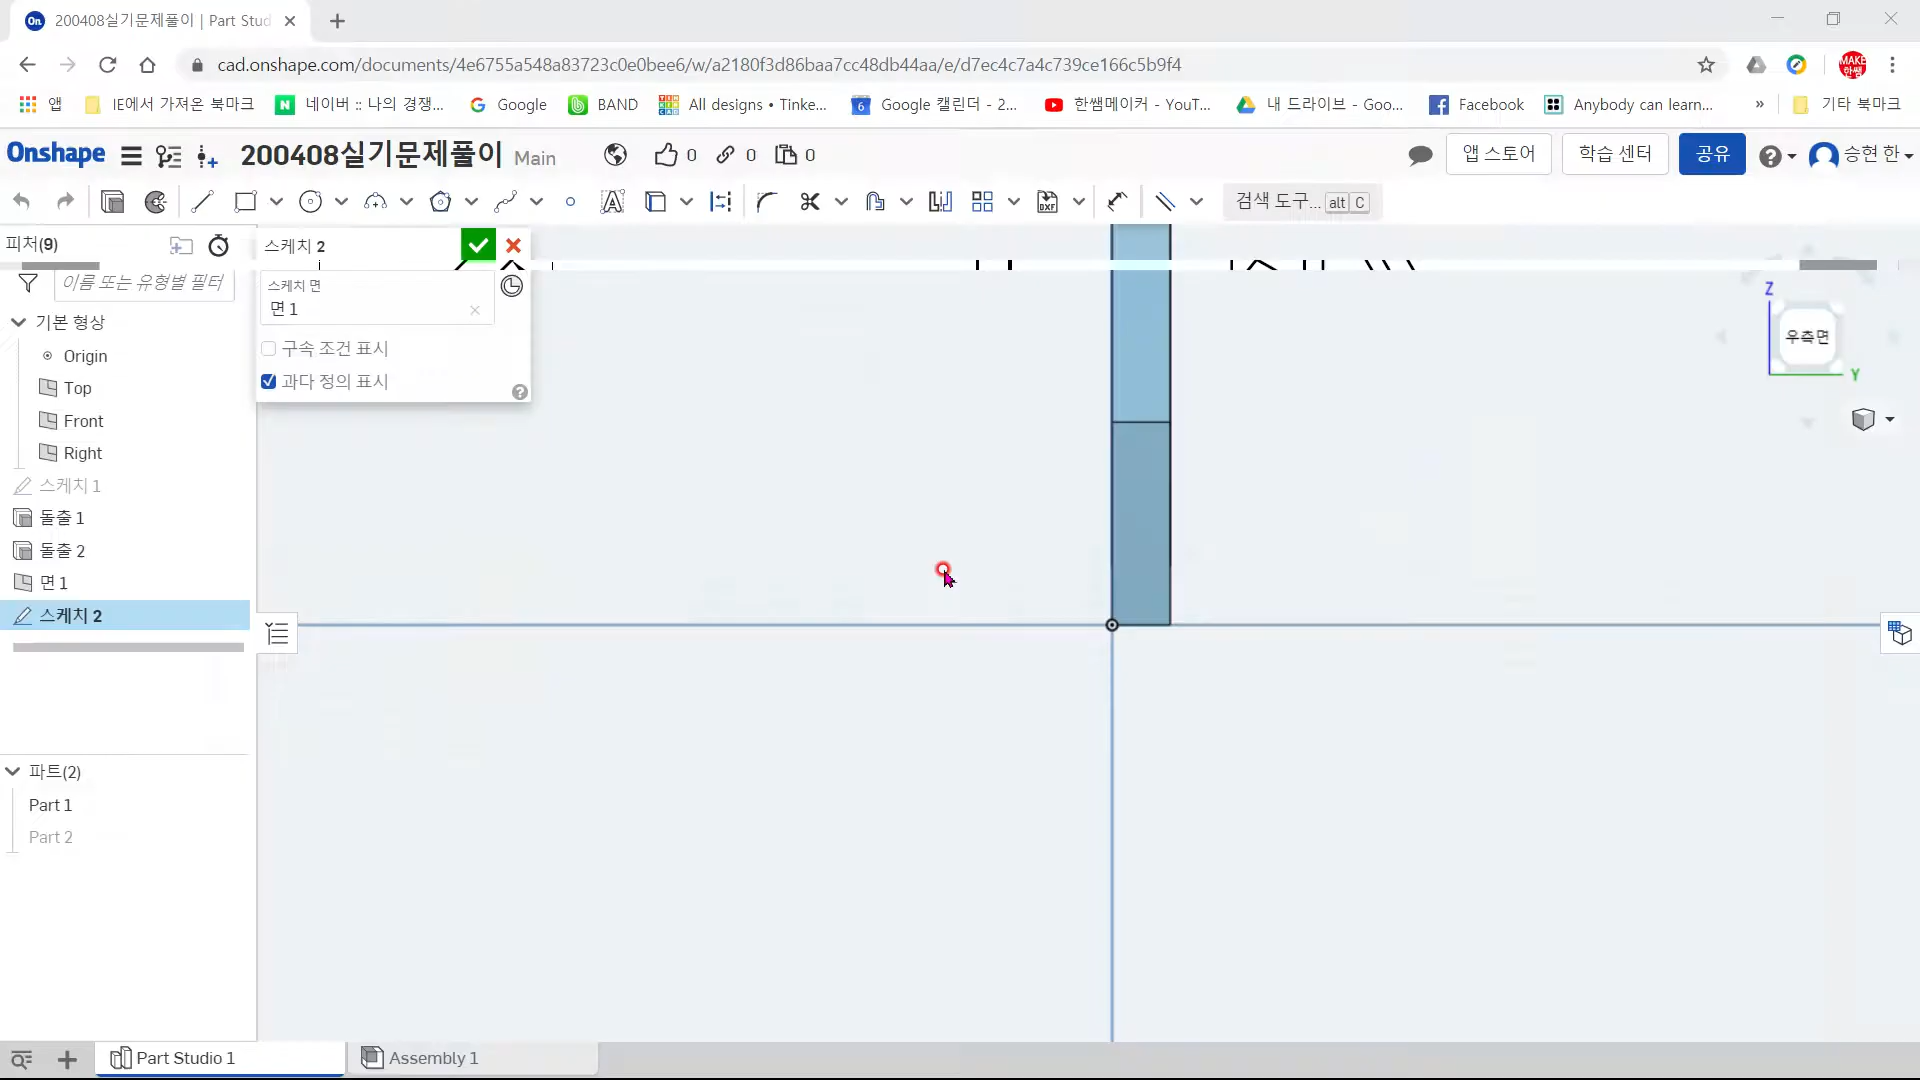 200408실기문제풀이 | Part Stud
cad.onshape.com/documents/4e6755a548a83723c0e0bee6/w/a2180f3d86baa7cc48db44aa/e/d7ec4c7a4c739ce166c5b9f4
MAKE 한쌤
앱 IE에서 가져온 북마크 네이버 :: 나의 경쟁... Google BAND All designs • Tinke... Google 캘린더 - 2... 한쌤메이커 - YouT... 내 드라이브 - Goo... Facebook Anybody can learn... » 기타 북마크
Onshape 200408실기문제풀이 Main 0 0 0 앱 스토어 학습 센터 공유 승현 한
검색 도구... alt C
피처(9)
이름 또는 유형별 필터
기본 형상
Origin
Top
Front
Right
스케치 1
돌출 1
돌출 2
면 1
스케치 2
파트(2)
Part 1
Part 2
스케치 2
스케치 면
면 1
구속 조건 표시
과다 정의 표시
Z
우측면
Y
Part Studio 1
Assembly 1